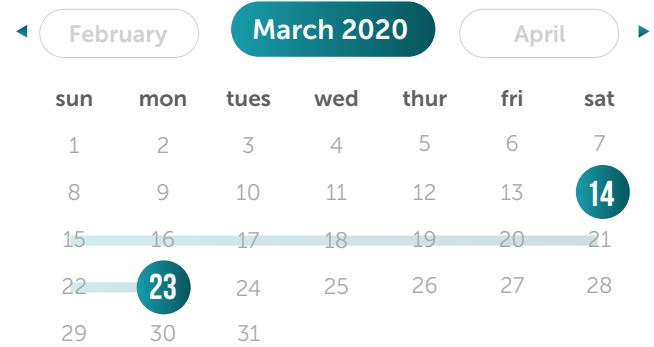 February March 2020 April
sun mon tues wed thur fri sat
1 2 3 4 5 6 7
8 9 10 11 12 13 14
15 16 17 18 19 20 21
22 23 24 25 26 27 28
29 30 31